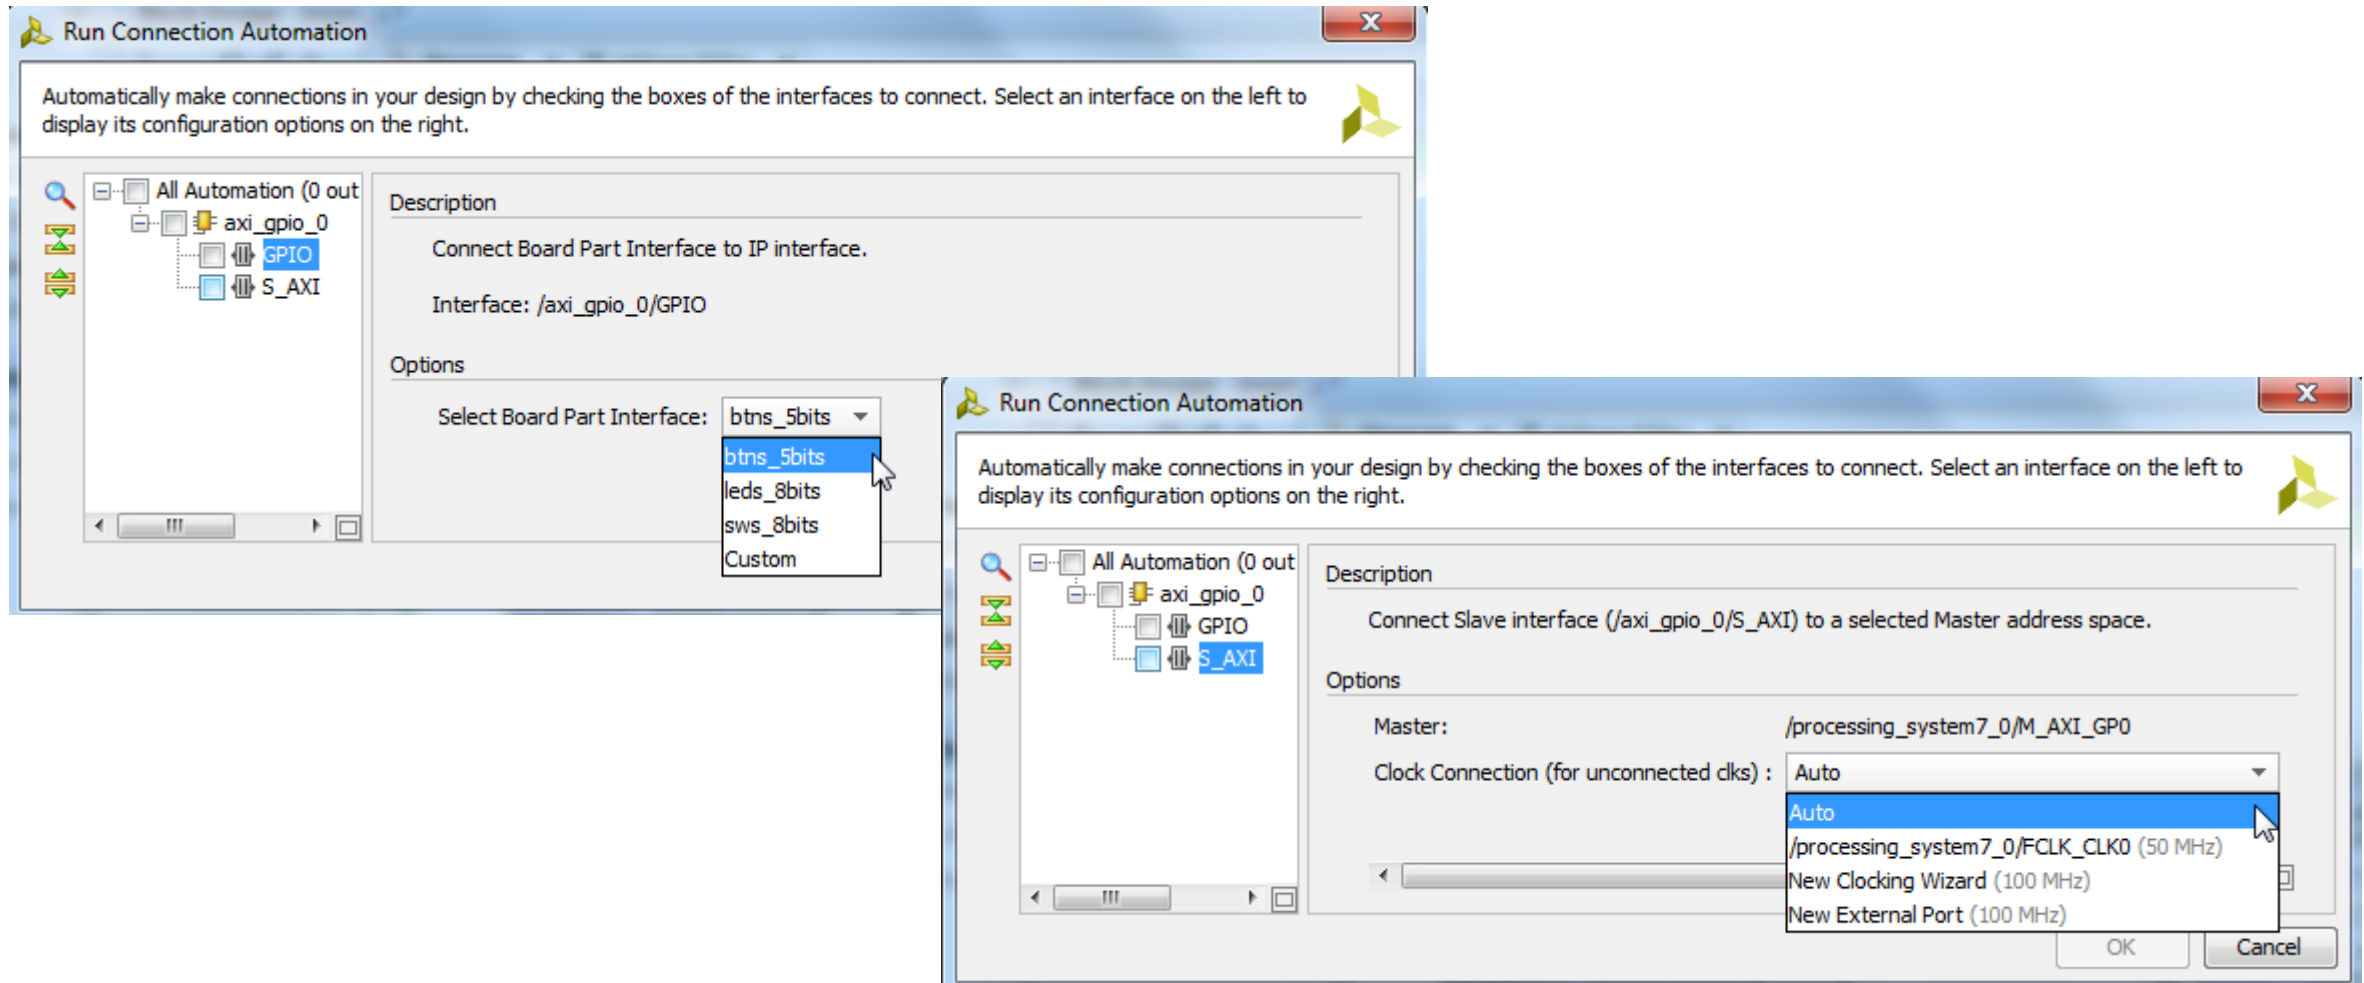 Run Connection Automation
Automatically make connections in your design by checking the boxes of the interfaces to connect. Select an interface on the left to
display its configuration options on the right.
All Automation (0 out
axi_gpio_0
GPIO
S_AXI
Description
Connect Board Part Interface to IP interface.
Interface: /axi_gpio_0/GPIO
Options
Select Board Part Interface: btns_5bits
btns_5bits
leds_8bits
sws_8bits
Custom
Run Connection Automation
Automatically make connections in your design by checking the boxes of the interfaces to connect. Select an interface on the left to
display its configuration options on the right.
All Automation (0 out
axi_gpio_0
GPIO
S_AXI
Description
Connect Slave interface (/axi_gpio_0/S_AXI) to a selected Master address space.
Options
Master: /processing_system7_0/M_AXI_GP0
Clock Connection (for unconnected clks) : Auto
Auto
/processing_system7_0/FCLK_CLK0 (50 MHz)
New Clocking Wizard (100 MHz)
New External Port (100 MHz)
OK Cancel